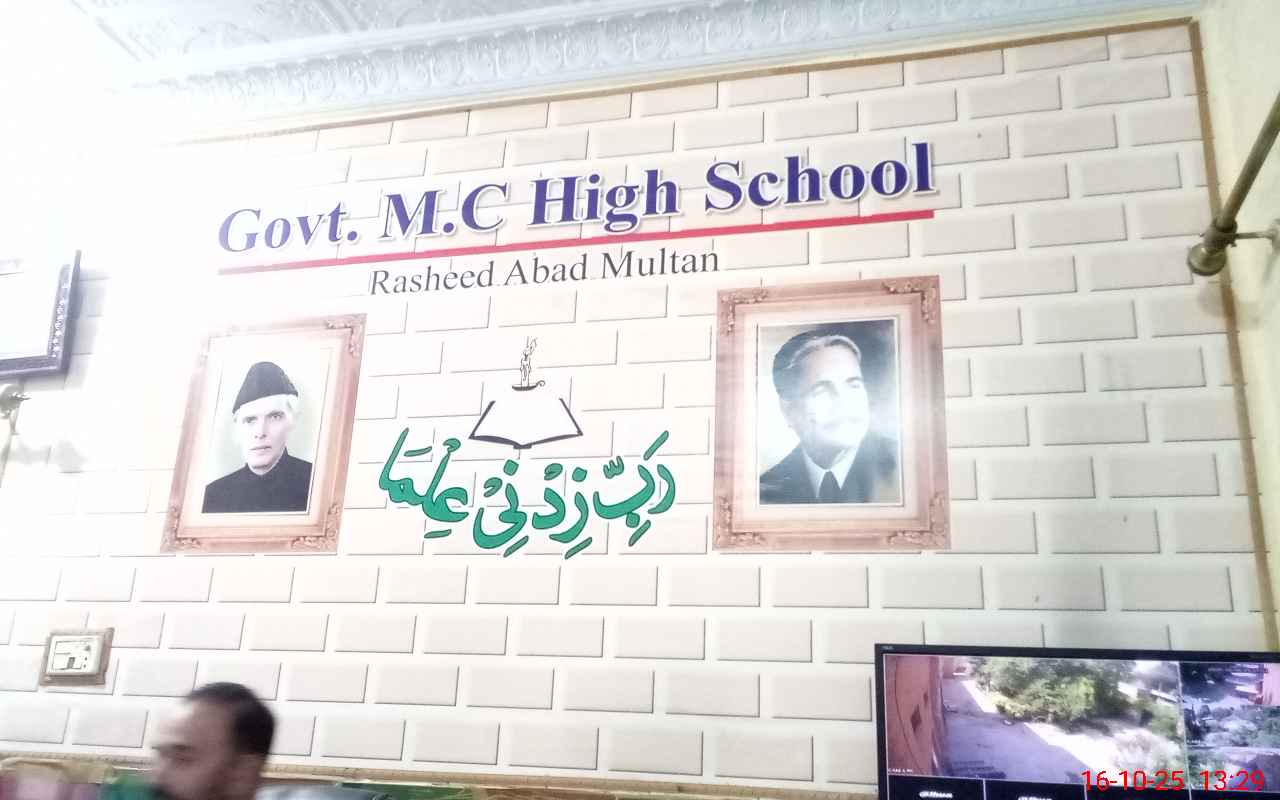 Govt. M.C High School
Rasheed Abad Multan
رَبِّ زِدْنِیْ عِلْمَا
16-10-25 13:29